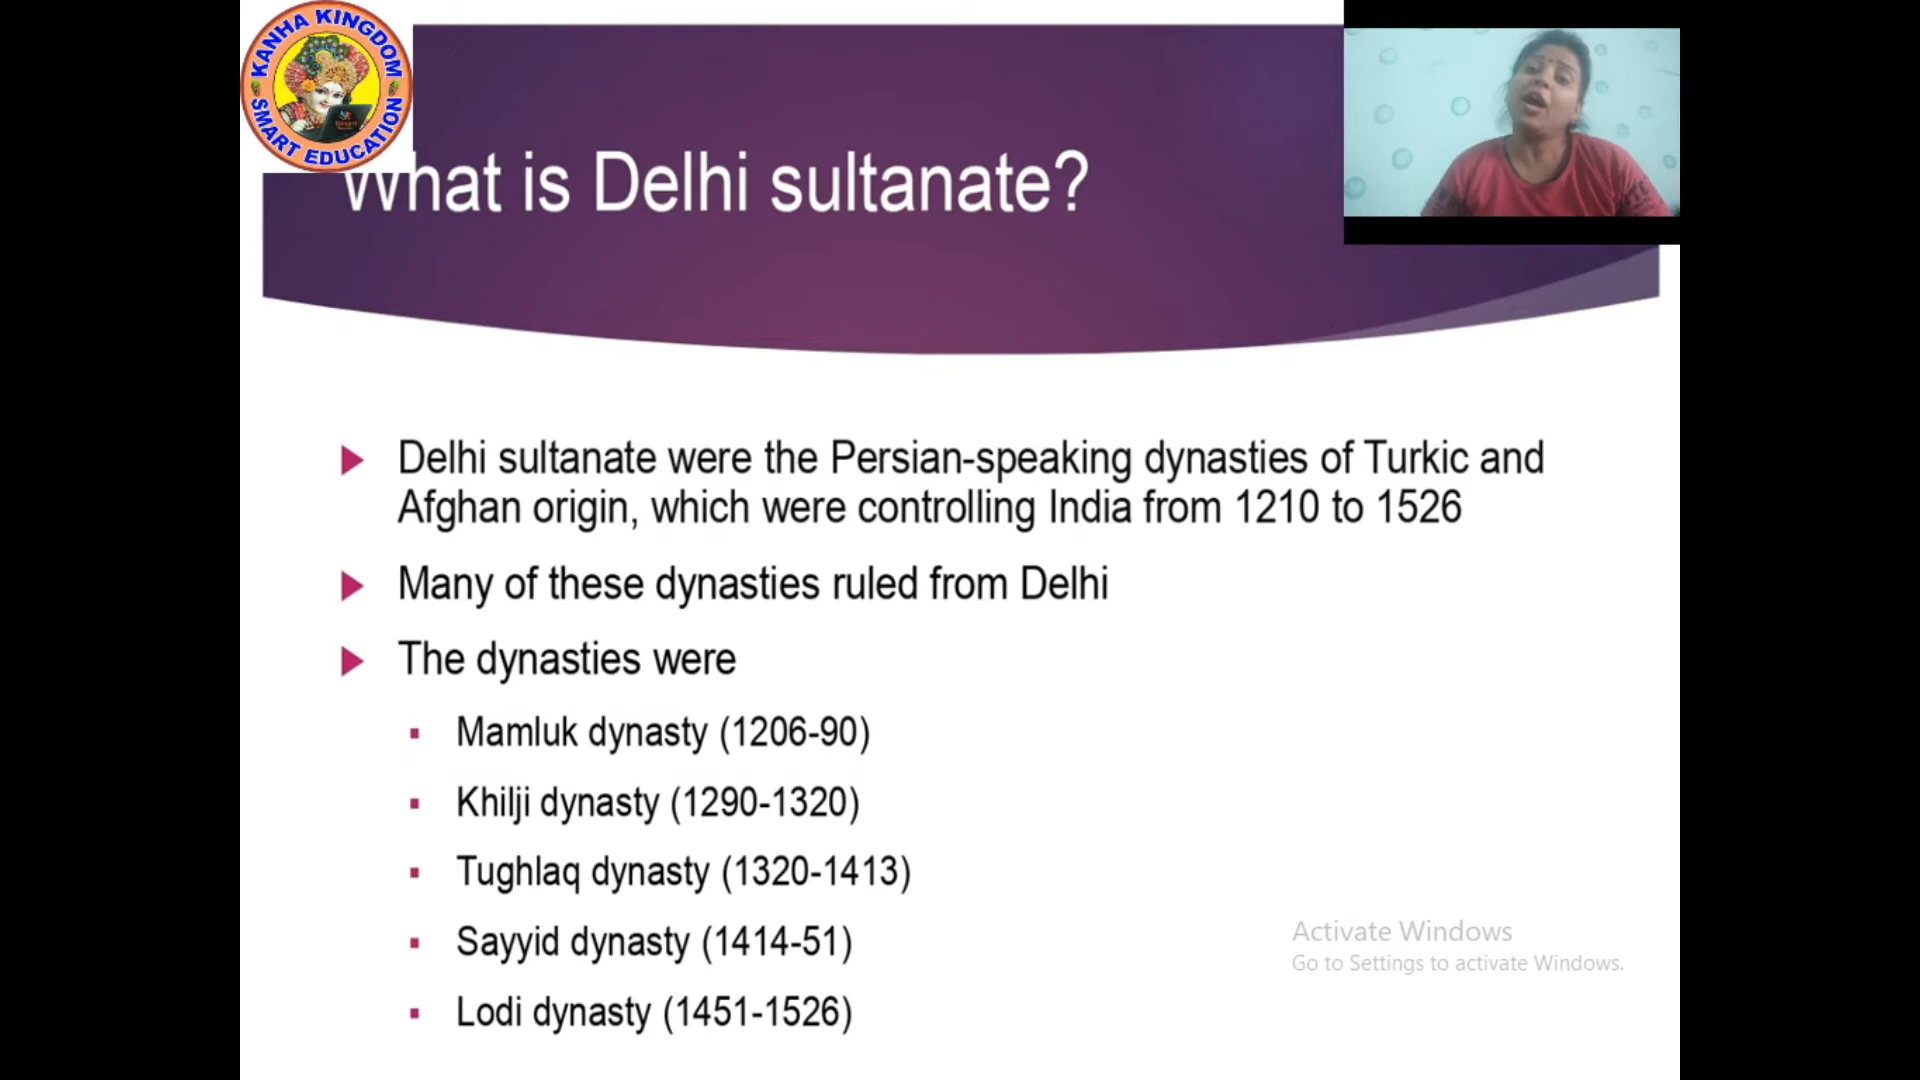 KANHA KINGDOM
SMART EDUCATION
What is Delhi sultanate?
Delhi sultanate were the Persian-speaking dynasties of Turkic and
Afghan origin, which were controlling India from 1210 to 1526
Many of these dynasties ruled from Delhi
The dynasties were
Mamluk dynasty (1206-90)
Khilji dynasty (1290-1320)
Tughlaq dynasty (1320-1413)
Sayyid dynasty (1414-51)
Lodi dynasty (1451-1526)
Activate Windows
Go to Settings to activate Windows.